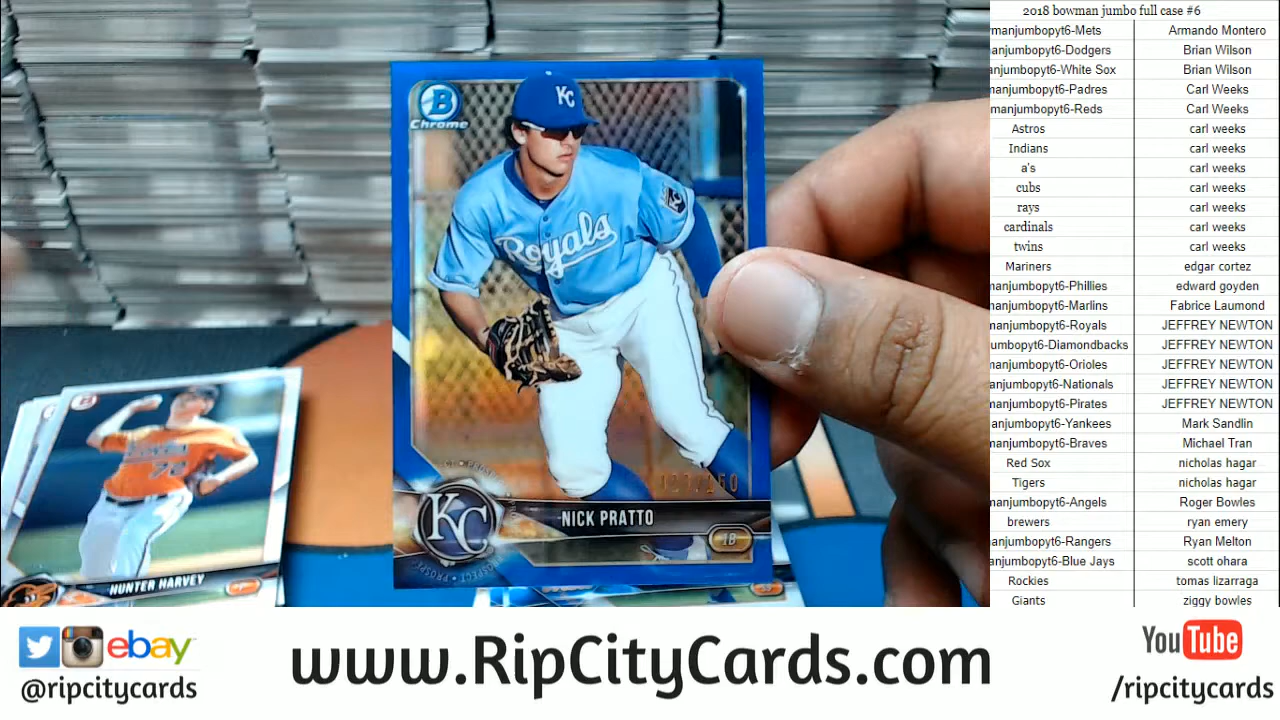 B
Chrome
KC
Royals
KC
KC
NICK PRATTO
1B
HUNTER HARVEY
2018 bowman jumbo full case #6
manjumbopyt6-Mets Armando Montero
anjumbopyt6-Dodgers Brian Wilson
anjumbopyt6-White Sox Brian Wilson
manjumbopyt6-Padres Carl Weeks
manjumbopyt6-Reds Carl Weeks
Astros carl weeks
Indians carl weeks
a's carl weeks
cubs carl weeks
rays carl weeks
cardinals carl weeks
twins carl weeks
Mariners edgar cortez
manjumbopyt6-Phillies edward goyden
manjumbopyt6-Marlins Fabrice Laumond
manjumbopyt6-Royals JEFFREY NEWTON
umbopyt6-Diamondbacks JEFFREY NEWTON
anjumbopyt6-Orioles JEFFREY NEWTON
anjumbopyt6-Nationals JEFFREY NEWTON
manjumbopyt6-Pirates JEFFREY NEWTON
manjumbopyt6-Yankees Mark Sandlin
manjumbopyt6-Braves Michael Tran
Red Sox nicholas hagar
Tigers nicholas hagar
manjumbopyt6-Angels Roger Bowles
brewers ryan emery
anjumbopyt6-Rangers Ryan Melton
manjumbopyt6-Blue Jays scott ohara
Rockies tomas lizarraga
Giants ziggy bowles
ebay
@ripcitycards
www.RipCityCards.com
YouTube
/ripcitycards